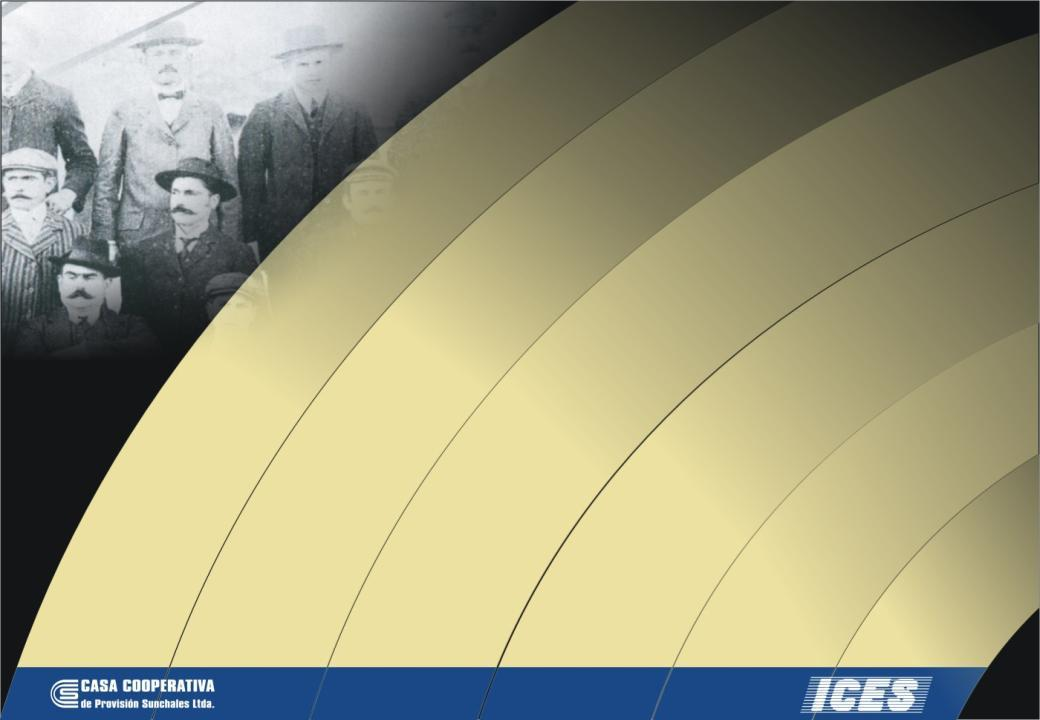 CASA COOPERATIVA
de Provisión Sunchales Ltda.
ICES